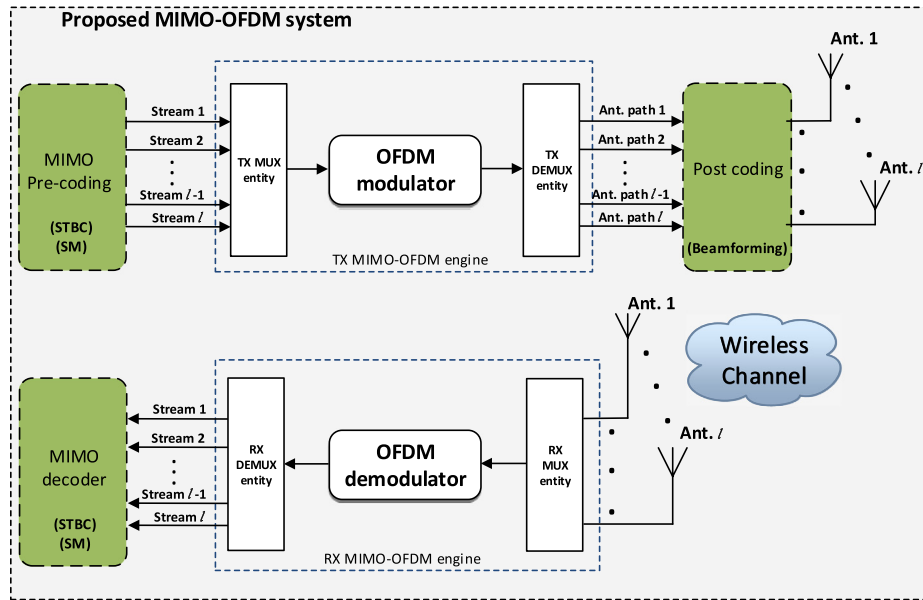 Proposed MIMO-OFDM system
MIMO
Pre-coding
(STBC)
(SM)
Stream 1
Stream 2
Stream l-1
Stream l
TX MUX
entity
OFDM
modulator
TX
DEMUX
entity
TX MIMO-OFDM engine
Ant. path 1
Ant. path 2
Ant. path l-1
Ant. path l
Post coding
(Beamforming)
Ant. 1
Ant. l
MIMO
decoder
(STBC)
(SM)
Stream 1
Stream 2
Stream l-1
Stream l
RX
DEMUX
entity
OFDM
demodulator
RX
MUX
entity
RX MIMO-OFDM engine
Ant. 1
Ant. l
Wireless
Channel